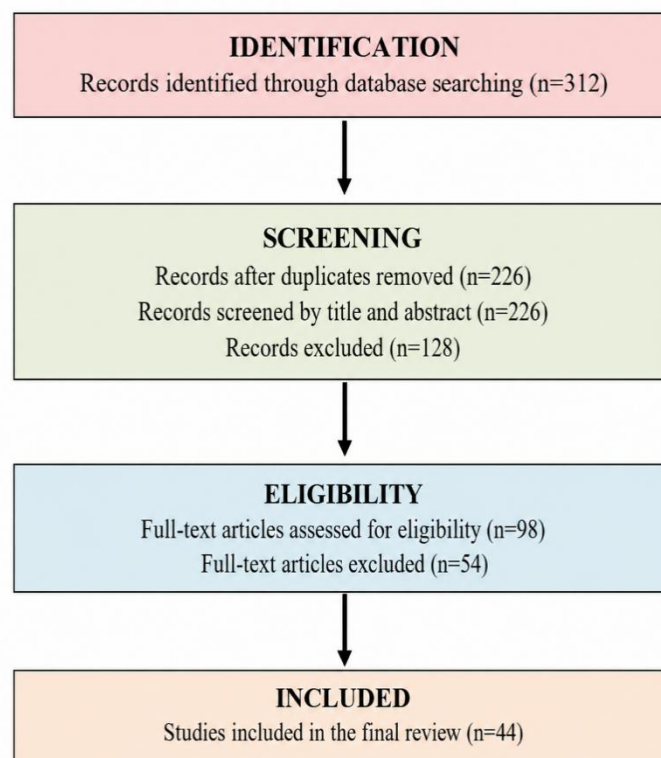 IDENTIFICATION
Records identified through database searching (n=312)
SCREENING
Records after duplicates removed (n=226)
Records screened by title and abstract (n=226)
Records excluded (n=128)
ELIGIBILITY
Full-text articles assessed for eligibility (n=98)
Full-text articles excluded (n=54)
INCLUDED
Studies included in the final review (n=44)